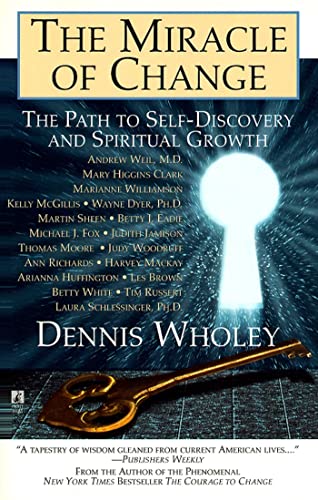 THE MIRACLE
OF CHANGE
THE PATH TO SELF-DISCOVERY
AND SPIRITUAL GROWTH
ANDREW WEIL, M.D.
MARY HIGGINS CLARK
MARIANNE WILLIAMSON
KELLY MCGILLIS • WAYNE DYER, PH.D.
MARTIN SHEEN • BETTY J. EADIE
MICHAEL J. FOX • JUDITH JAMISON
THOMAS MOORE • JUDY WOODRUFF
ANN RICHARDS • HARVEY MACKAY
ARIANNA HUFFINGTON • LES BROWN
BETTY WHITE • TIM RUSSERT
LAURA SCHLESSINGER, PH.D.
DENNIS WHOLEY
"A TAPESTRY OF WISDOM GLEANED FROM CURRENT AMERICAN LIVES...."
—PUBLISHERS WEEKLY
FROM THE AUTHOR OF THE PHENOMENAL
NEW YORK TIMES BESTSELLER THE COURAGE TO CHANGE